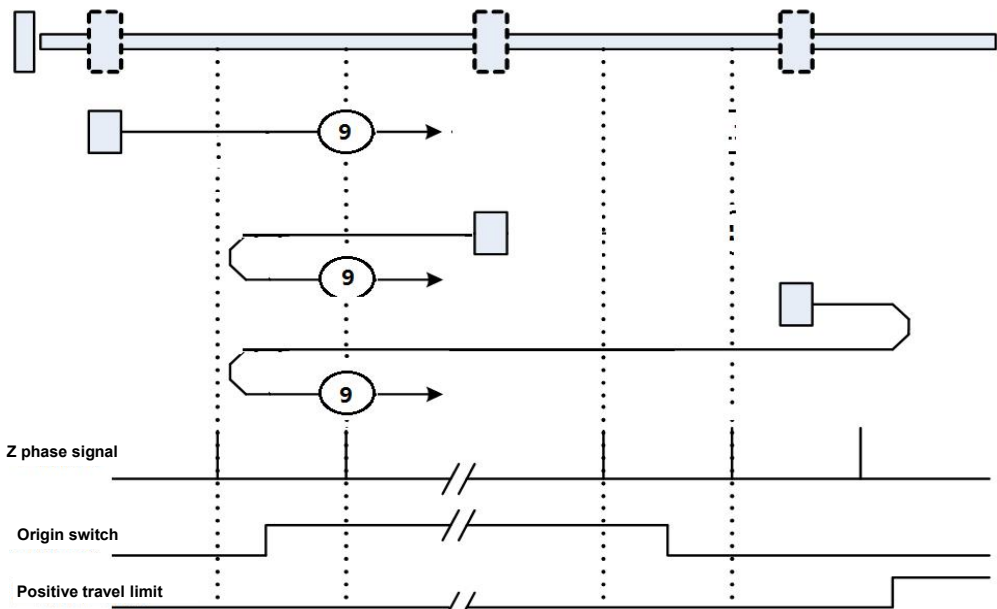 9
9
9
Z phase signal
Origin switch
Positive travel limit